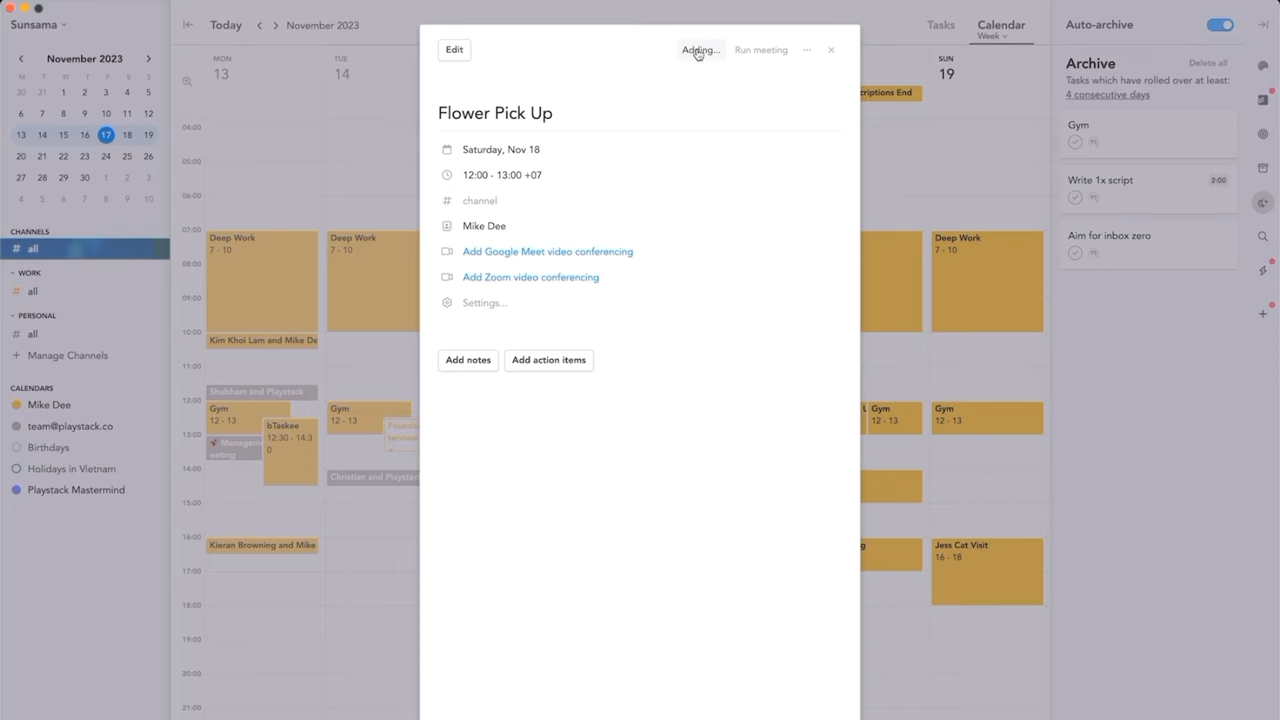 Sunsama
Today
November 2023
Tasks
Calendar
Week
Auto-archive
November 2023
M T W T F S S
30 31 1 2 3 4 5
6 7 8 9 10 11 12
13 14 15 16 17 18 19
20 21 22 23 24 25 26
27 28 29 30 1 2 3
4 5 6 7 8 9 10
CHANNELS
# all
WORK
# all
PERSONAL
# all
+ Manage Channels
CALENDARS
Mike Dee
team@playstack.co
Birthdays
Holidays in Vietnam
Playstack Mastermind
MON
13
TUE
14
SUN
19
criptions End
04:00
05:00
06:00
07:00
08:00
09:00
10:00
11:00
12:00
13:00
14:00
15:00
16:00
17:00
18:00
19:00
20:00
21:00
Deep Work
7 - 10
Kim Khoi Lam and Mike De
Shubham and Playstack
Gym
12 - 13
bTaskee
12:30 - 14:3
0
Managem
eeting
Kieran Browning and Mike
Deep Work
7 - 10
Gym
12 - 13
Founde
service
Christian and Playstack
Edit
Adding...
Run meeting
Flower Pick Up
Saturday, Nov 18
12:00 - 13:00 +07
# channel
Mike Dee
Add Google Meet video conferencing
Add Zoom video conferencing
Settings...
Add notes
Add action items
Gym
12 - 13
g
Deep Work
7 - 10
Gym
12 - 13
Jess Cat Visit
16 - 18
Archive
Delete all
Tasks which have rolled over at least:
4 consecutive days
Gym
Write 1x script
2:00
Aim for inbox zero